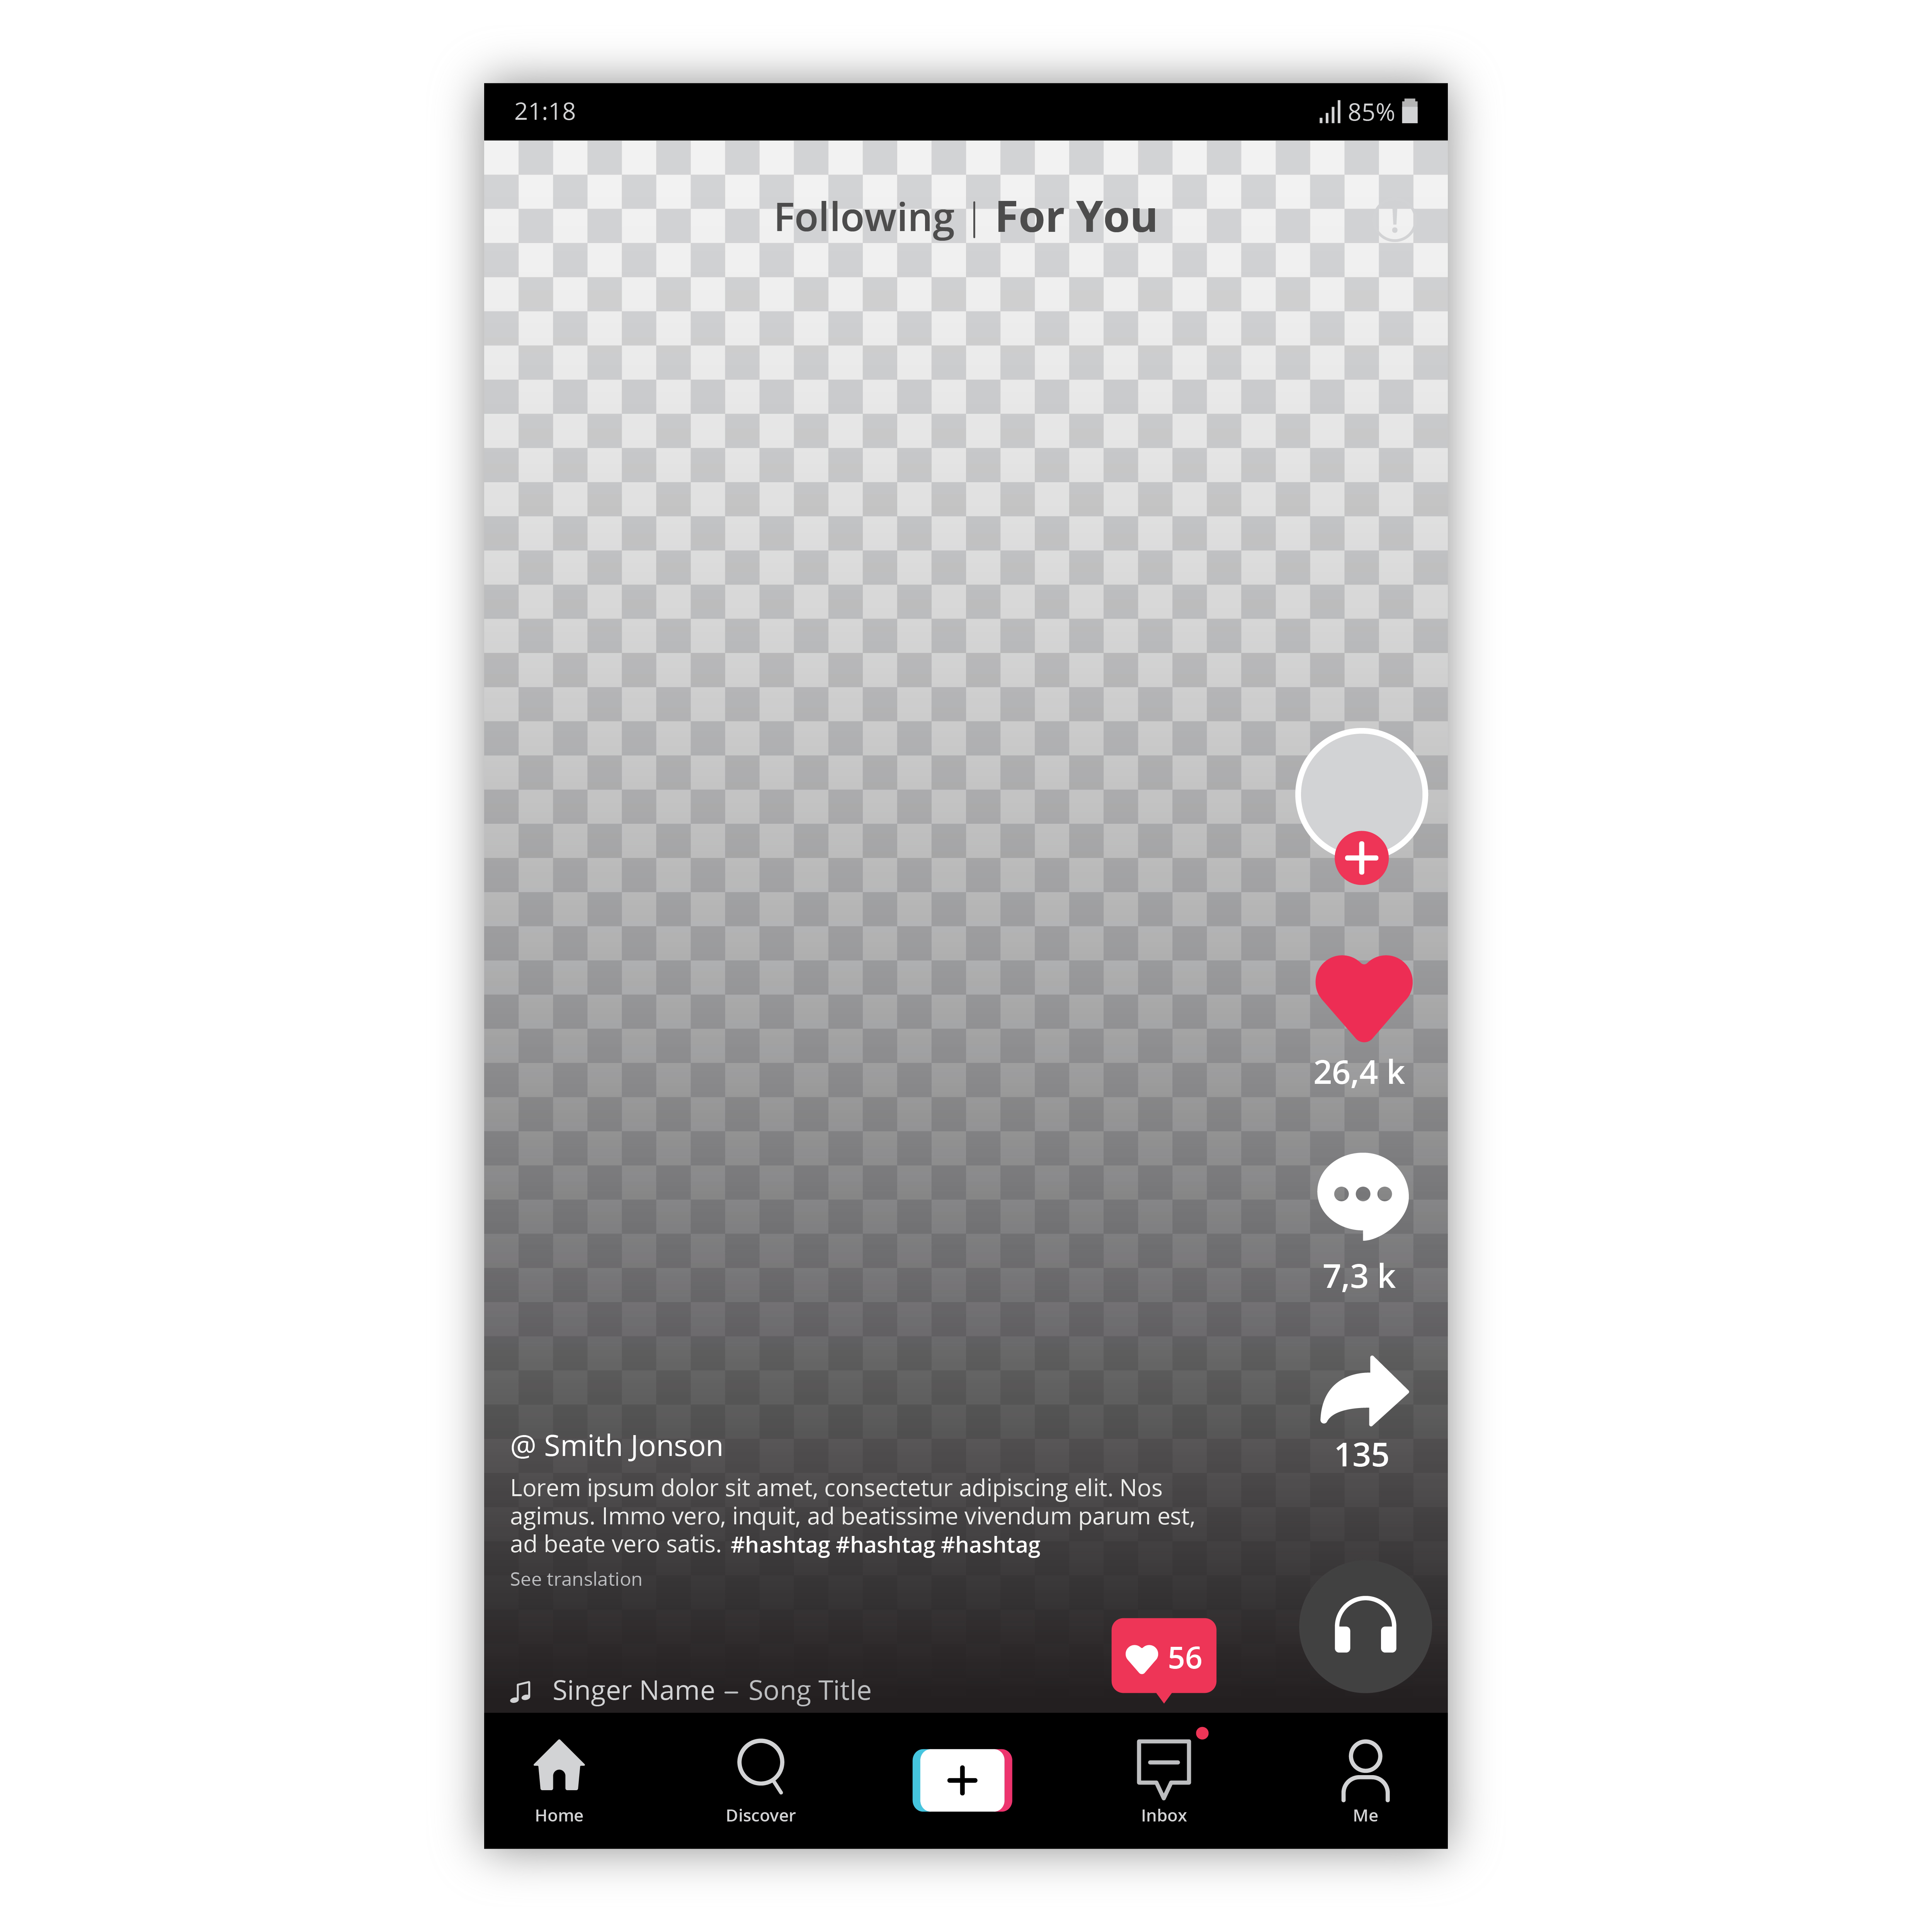 21:18
85%
Following | For You
26,4 k
7,3 k
135
@ Smith Jonson
Lorem ipsum dolor sit amet, consectetur adipiscing elit. Nos
agimus. Immo vero, inquit, ad beatissime vivendum parum est,
ad beate vero satis. #hashtag #hashtag #hashtag
See translation
56
Singer Name – Song Title
Home
Discover
Inbox
Me